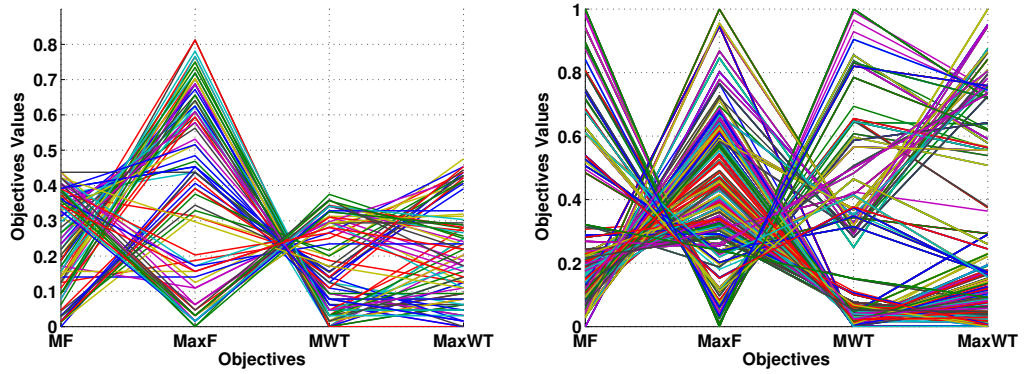 Objectives Values
0.8
0.7
0.6
0.5
0.4
0.3
0.2
0.1
0
MF MaxF MWT MaxWT
Objectives
Objectives Values
1
0.8
0.6
0.4
0.2
0
MF MaxF MWT MaxWT
Objectives